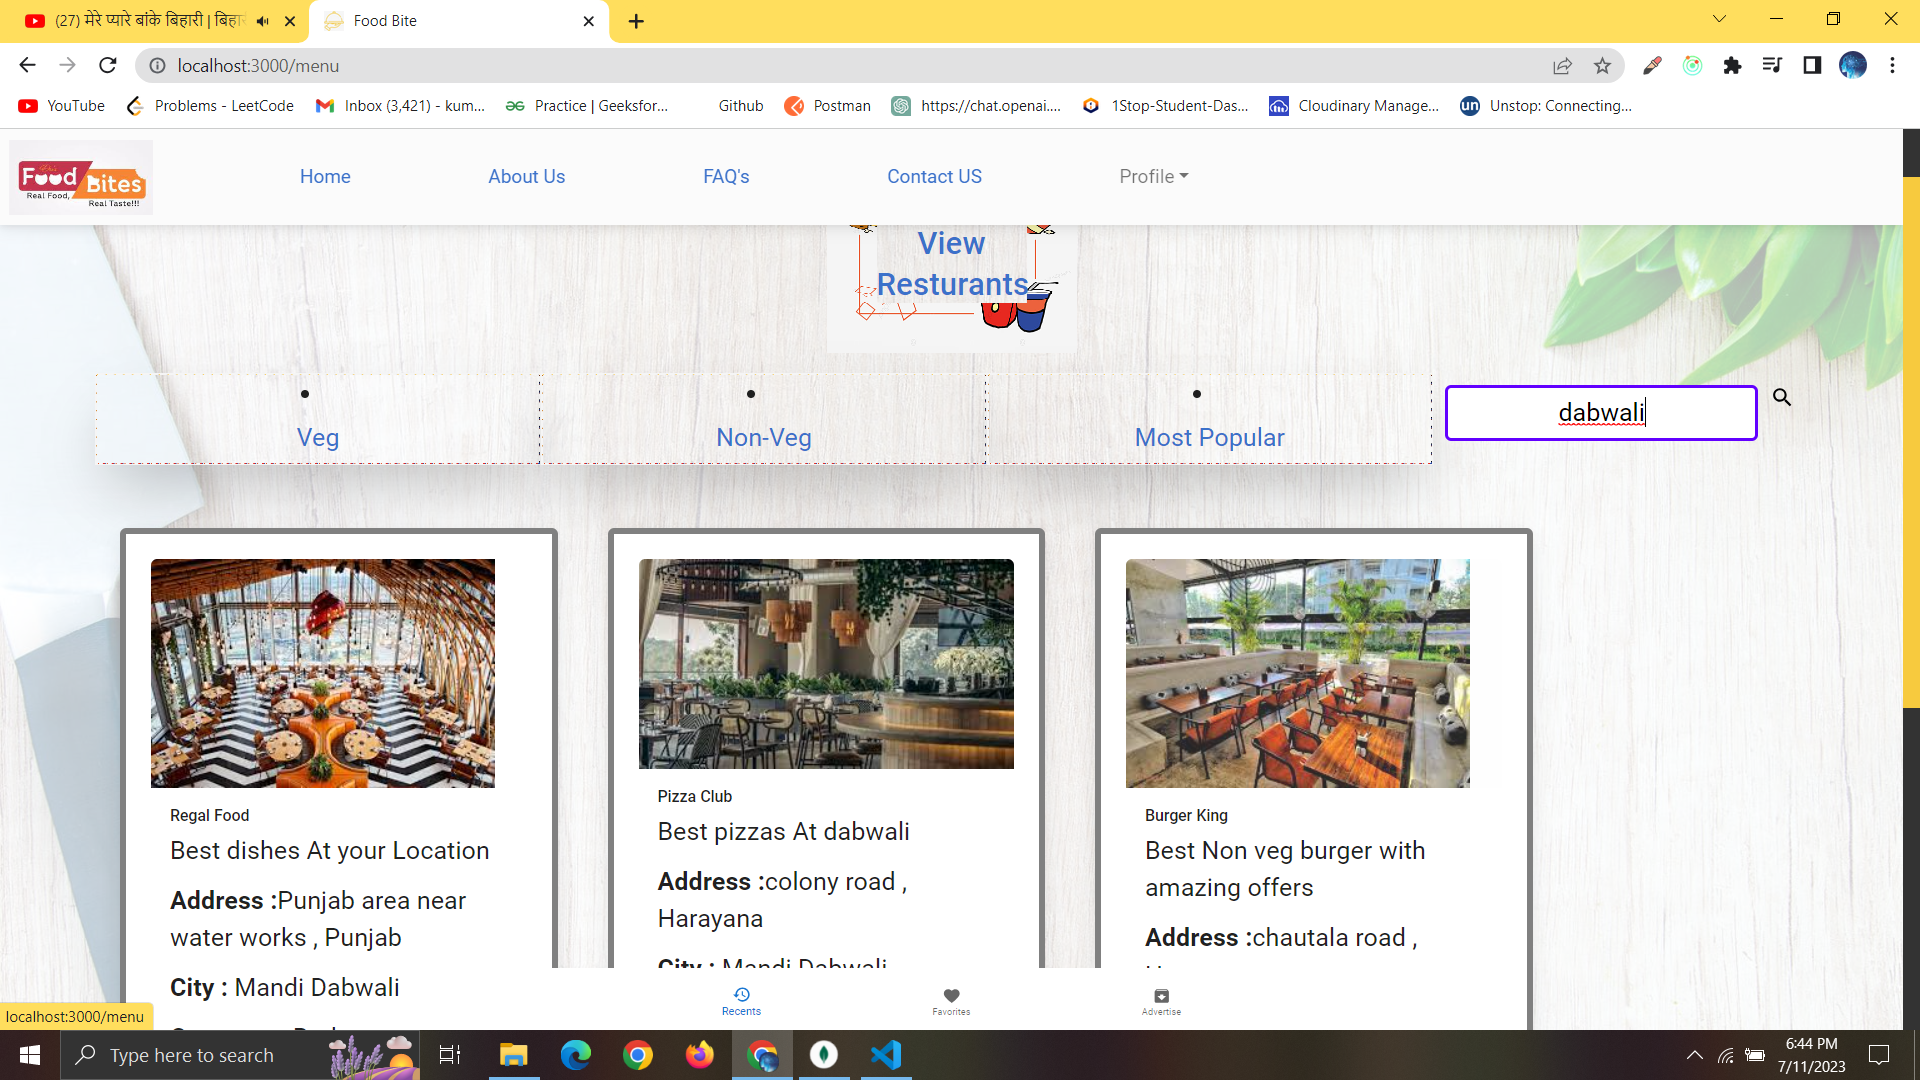 (27) मेरे प्यारे बांके बिहारी | बिहार
Food Bite
localhost:3000/menu
YouTube
Problems - LeetCode
Inbox (3,421) - kum...
Practice | Geeksfor...
Github
Postman
https://chat.openai....
1Stop-Student-Das...
Cloudinary Manage...
Unstop: Connecting...
Food Bites
Real Food,
Real Taste!!!
Home
About Us
FAQ's
Contact US
Profile
View
Resturants
Veg
Non-Veg
Most Popular
dabwali
Regal Food
Best dishes At your Location
Address :Punjab area near
water works , Punjab
City : Mandi Dabwali
Pizza Club
Best pizzas At dabwali
Address :colony road ,
Harayana
City : Mandi Dabwali
Burger King
Best Non veg burger with
amazing offers
Address :chautala road ,
Recents
Favorites
Advertise
localhost:3000/menu
Type here to search
6:44 PM
7/11/2023